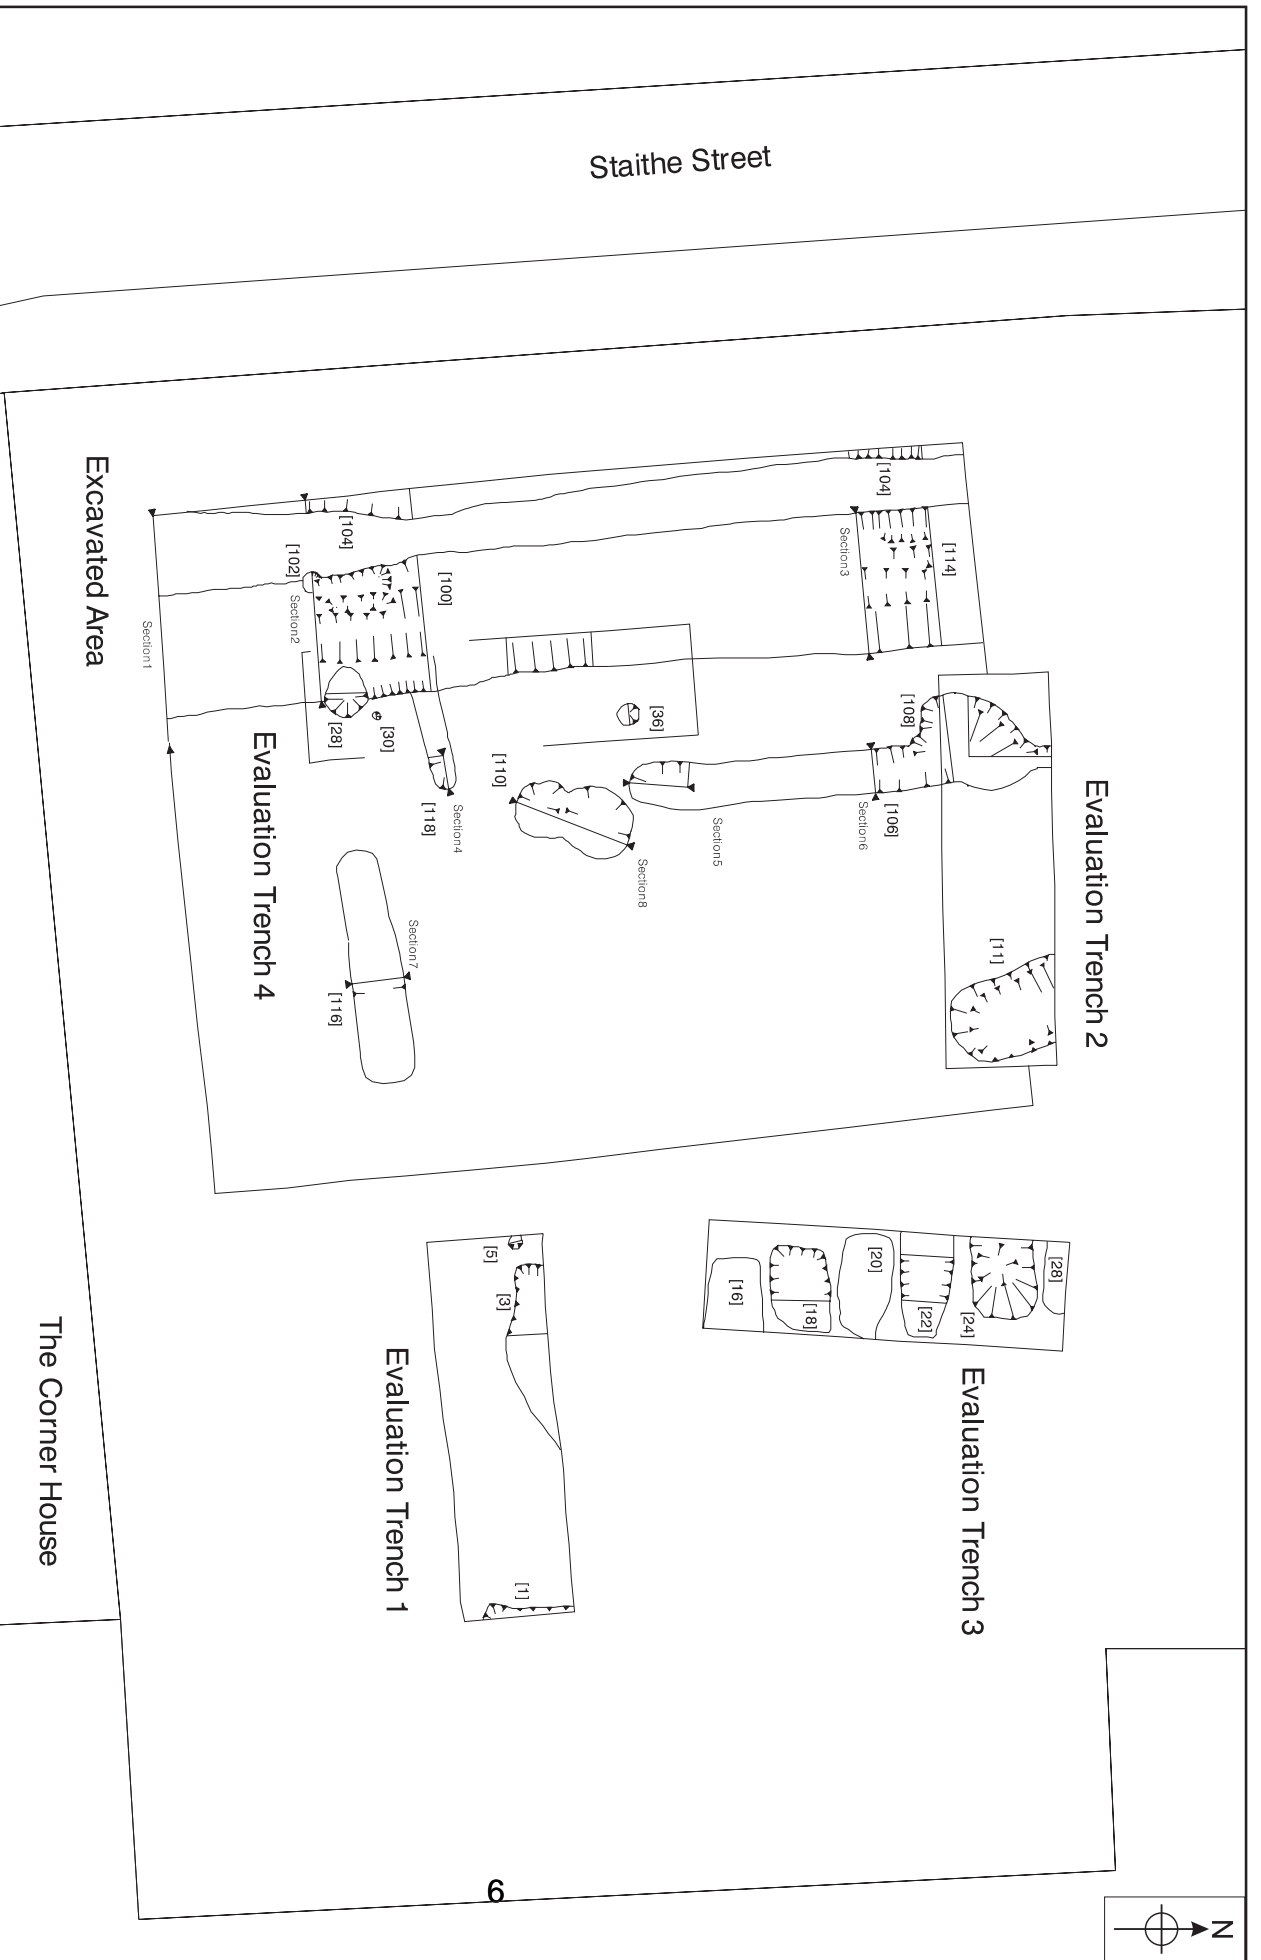 Staithe Street
Excavated Area
[104]
[104]
[102]
[100]
[114]
Section1
Section2
Section3
[28]
[30]
[36]
[108]
[110]
[118]
Section4
Section5
Section6
[106]
Section8
Section7
[116]
[11]
Evaluation Trench 4
Evaluation Trench 2
[5]
[3]
[1]
[16]
[18]
[20]
[22]
[24]
[28]
Evaluation Trench 1
Evaluation Trench 3
The Corner House
6
N